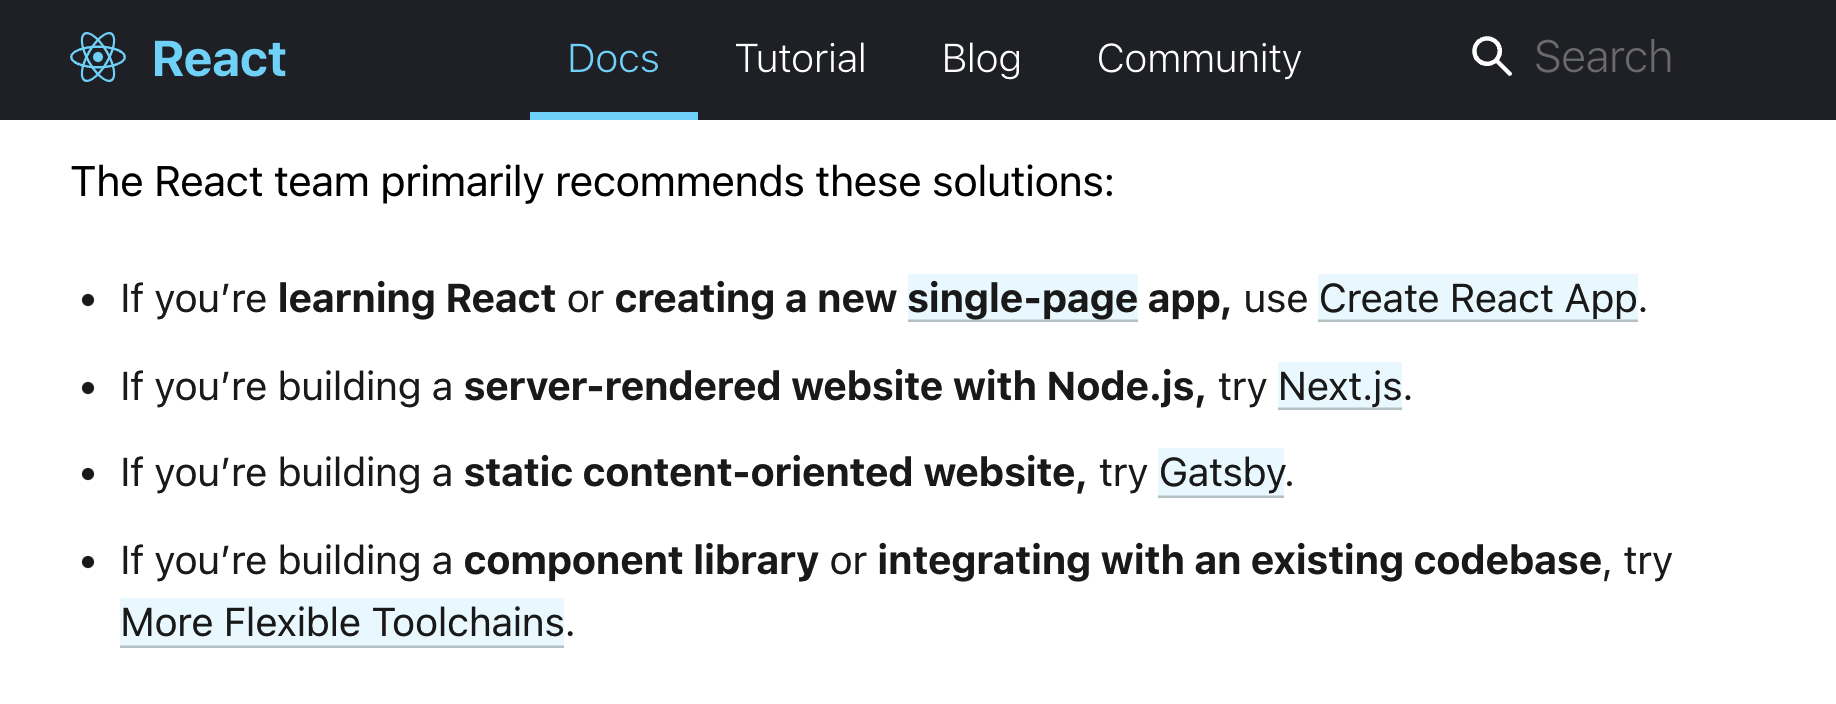 React Docs Tutorial Blog Community Search
The React team primarily recommends these solutions:
• If you’re learning React or creating a new single-page app, use Create React App.
• If you’re building a server-rendered website with Node.js, try Next.js.
• If you’re building a static content-oriented website, try Gatsby.
• If you’re building a component library or integrating with an existing codebase, try
More Flexible Toolchains.